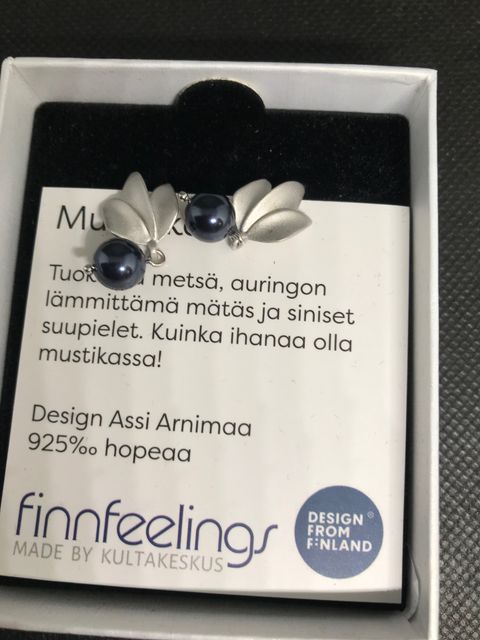 Mu
metsä, auringon
lämmittämä mätäs ja siniset
suupielet. Kuinka ihanaa olla
mustikassa!
Design Assi Arnimaa
925‰ hopeaa
finnfeelings
MADE BY KULTAKESKUS
DESIGN
FROM
FINLAND